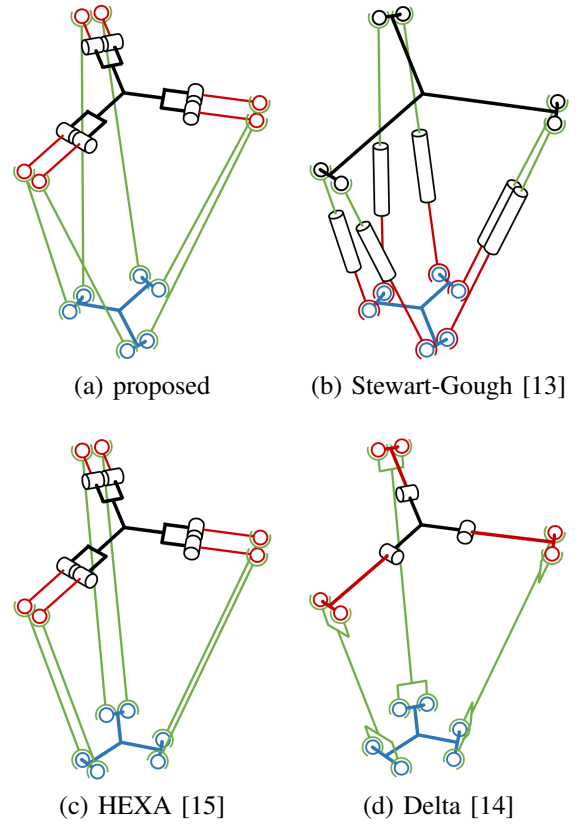 (a) proposed
(b) Stewart-Gough [13]
(c) HEXA [15]
(d) Delta [14]